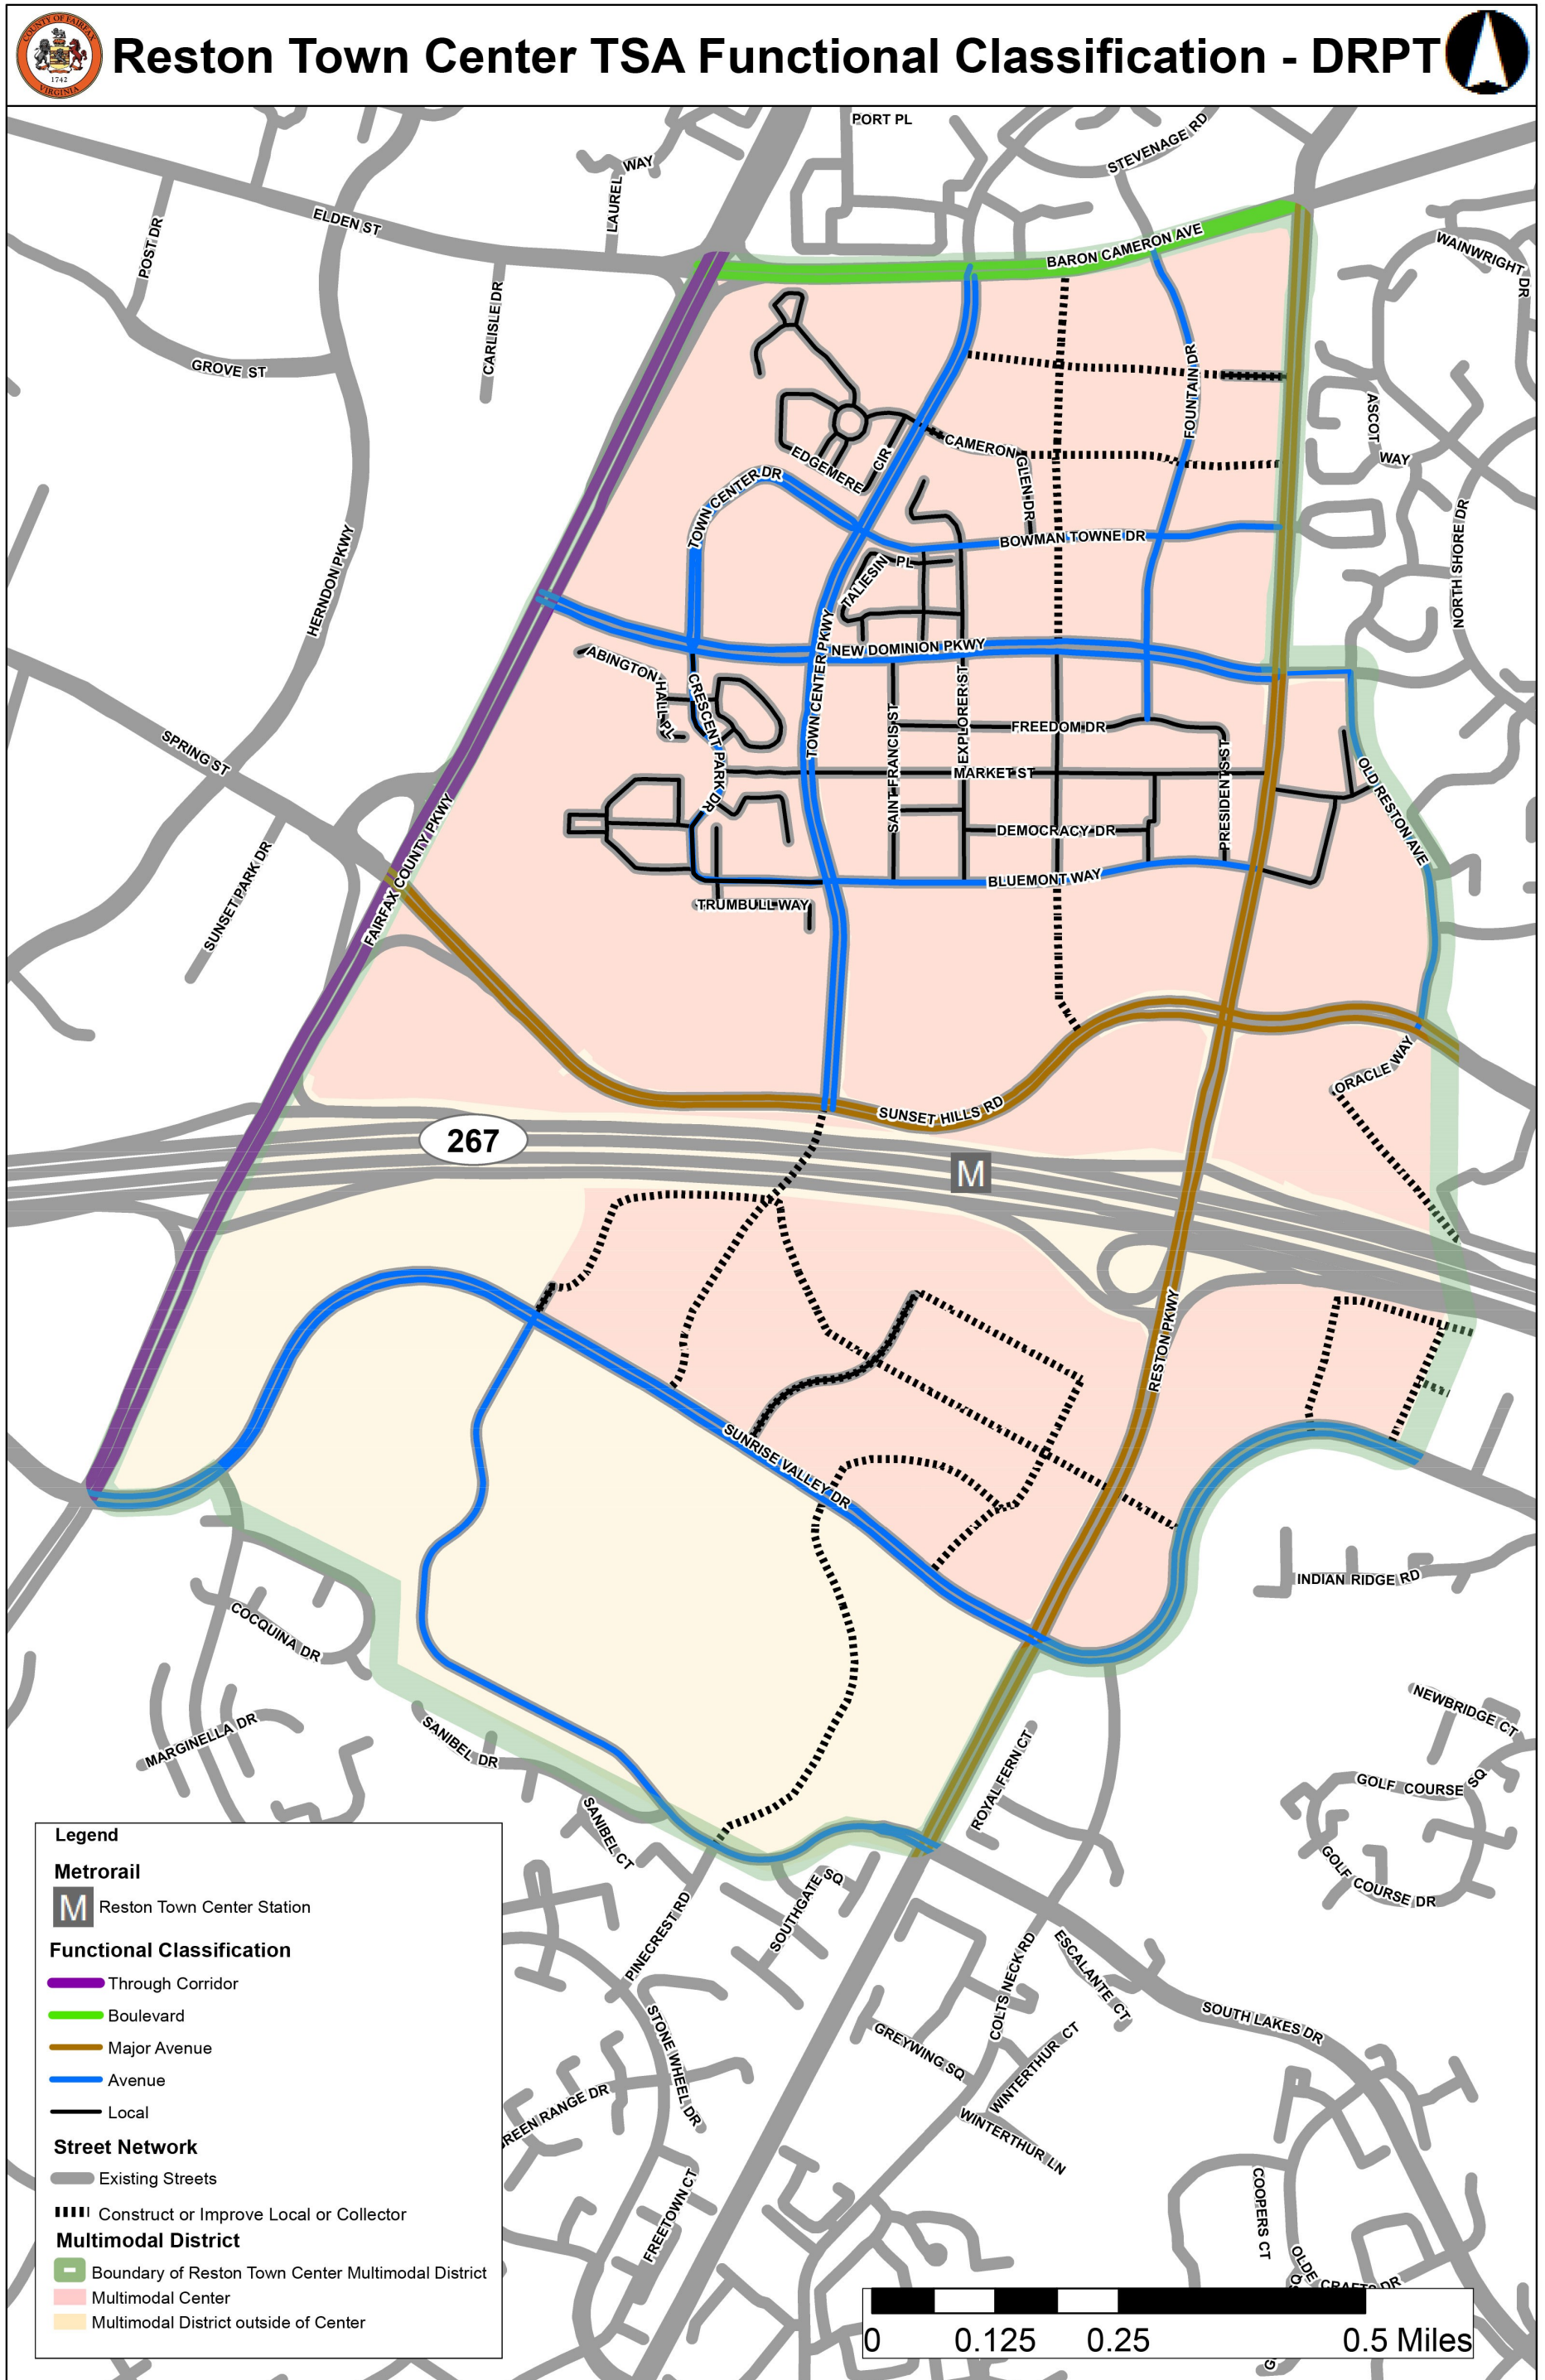 COUNTY OF FAIRFAX
1742
VIRGINIA
Reston Town Center TSA Functional Classification - DRPT
PORT PL
STEVENAGE RD
LAUREL WAY
ELDEN ST
POST DR
BARON CAMERON AVE
WAINWRIGHT DR
CARLISLE DR
GROVE ST
FOUNTAIN DR
ASCOT WAY
CAMERON GLEN DR
EDGEMERE CIR
TOWN CENTER DR
BOWMAN TOWNE DR
NORTH SHORE DR
HERNDON PKWY
TALIESIN PL
NEW DOMINION PKWY
TOWN CENTER PKWY
ABINGTON HALL PL
CRESCENT PARK DR
SAINT FRANCIS ST
EXPLORER ST
FREEDOM DR
MARKET ST
PRESIDENTS ST
OLD RESTON AVE
SPRING ST
DEMOCRACY DR
BLUEMONT WAY
TRUMBULL WAY
SUNSET PARK DR
FAIRFAX COUNTY PKWY
ORACLE WAY
SUNSET HILLS RD
267
M
RESTON PKWY
SUNRISE VALLEY DR
INDIAN RIDGE RD
COCQUINA DR
NEWBRIDGE CT
MARGINELLA DR
SANIBEL DR
ROYAL FERN CT
GOLF COURSE SQ
SANIBEL CT
GOLF COURSE DR
SOUTHGATE SQ
PINECREST RD
COLTS NECK RD
ESCALANTE CT
SOUTH LAKES DR
STONE WHEEL DR
GREYWING SQ
WINTERTHUR CT
REEN RANGE DR
WINTERTHUR LN
FREETOWN CT
COOPERS CT
OLDE CRAFTS DR
Legend
Metrorail
M Reston Town Center Station
Functional Classification
Through Corridor
Boulevard
Major Avenue
Avenue
Local
Street Network
Existing Streets
Construct or Improve Local or Collector
Multimodal District
Boundary of Reston Town Center Multimodal District
Multimodal Center
Multimodal District outside of Center
0 0.125 0.25 0.5 Miles